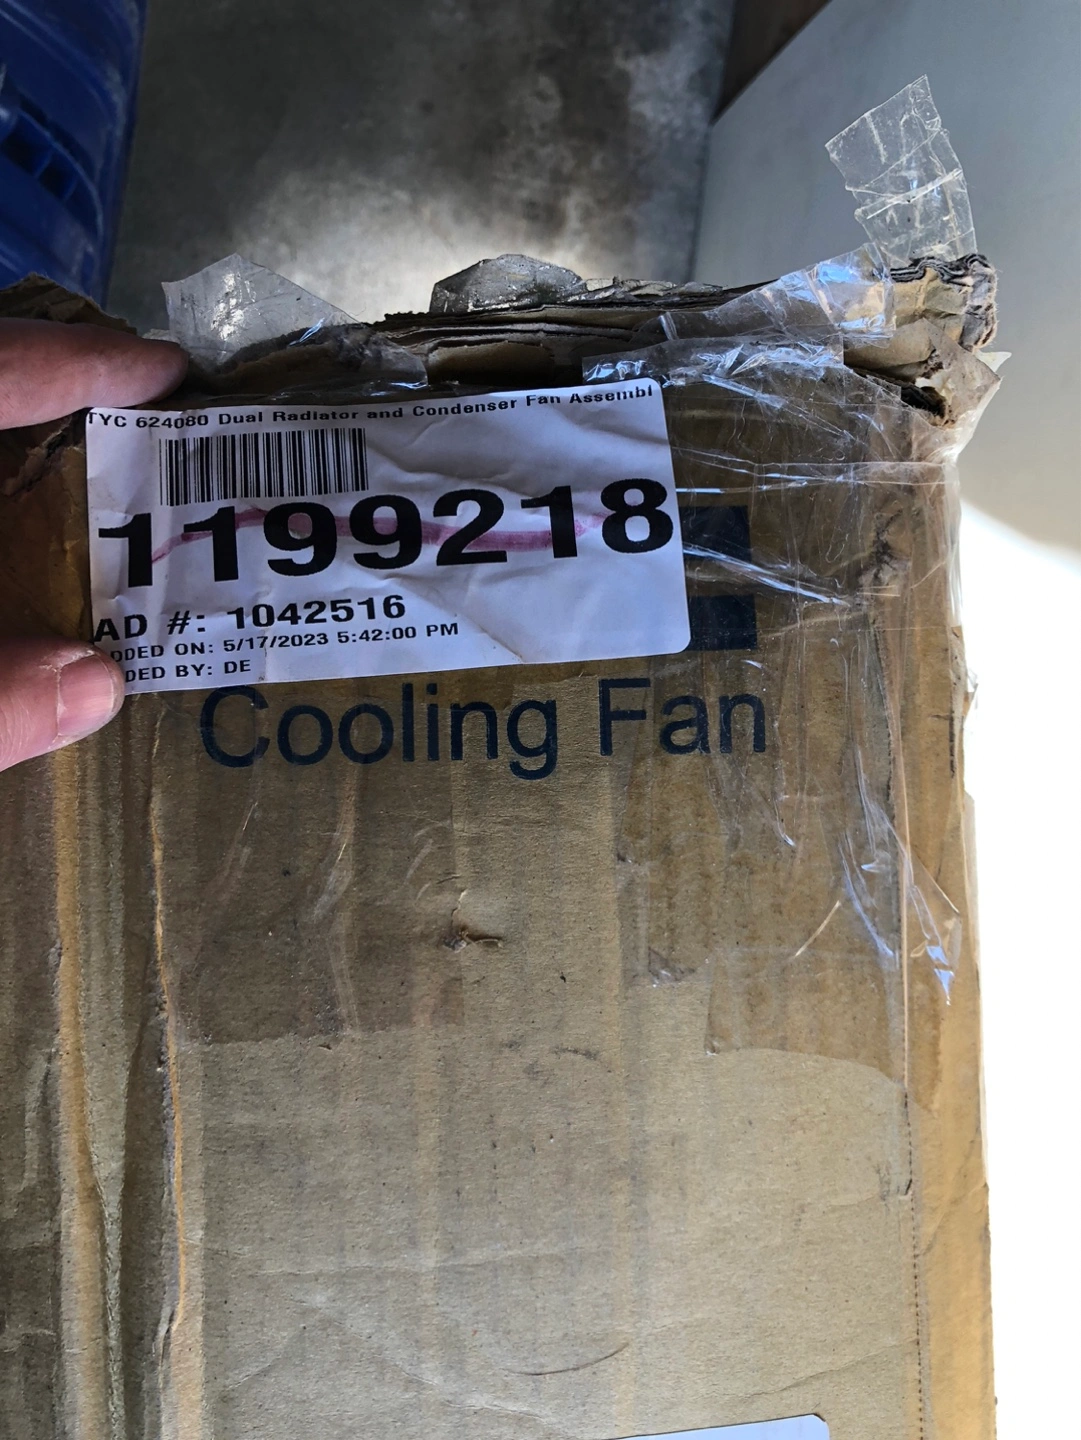 TYC 624080 Dual Radiator and Condenser Fan Assembl
1199218
AD #: 1042516
DDED ON: 5/17/2023 5:42:00 PM
DED BY: DE
Cooling Fan